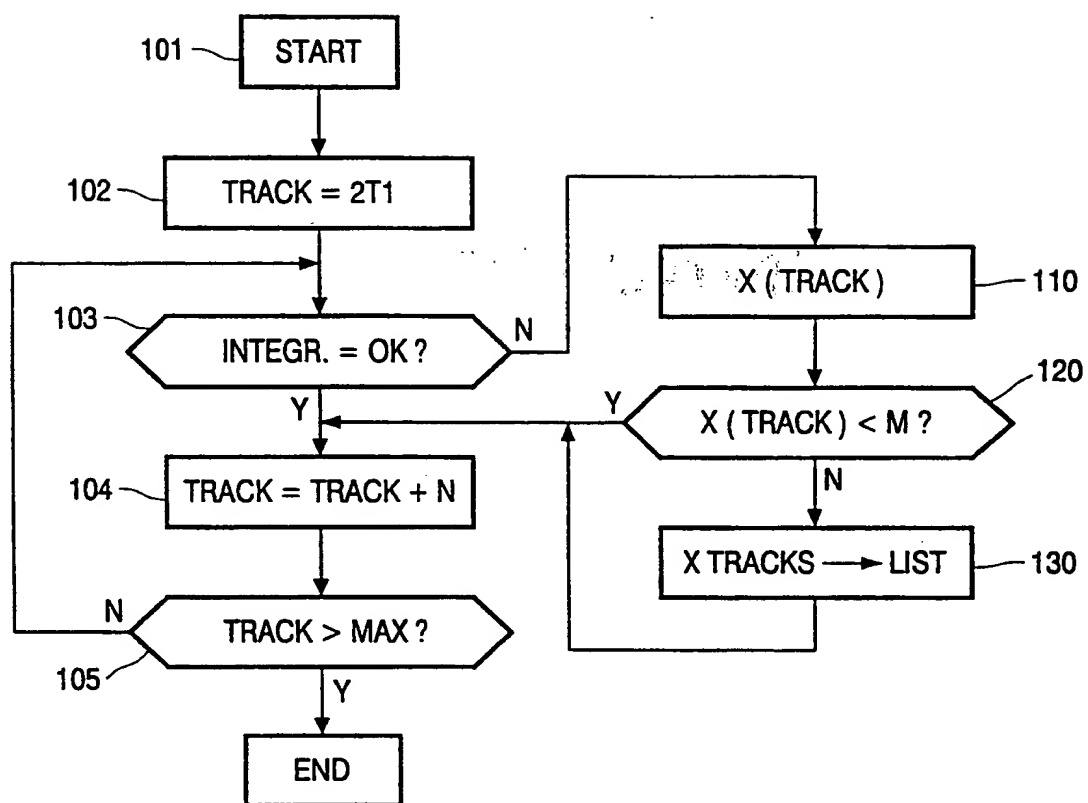 101
START
102
TRACK = 2T1
103
INTEGR. = OK ?
N
Y
104
TRACK = TRACK + N
N
TRACK > MAX ?
105
Y
END
X ( TRACK )
110
120
Y
X ( TRACK ) < M ?
N
X TRACKS → LIST
130